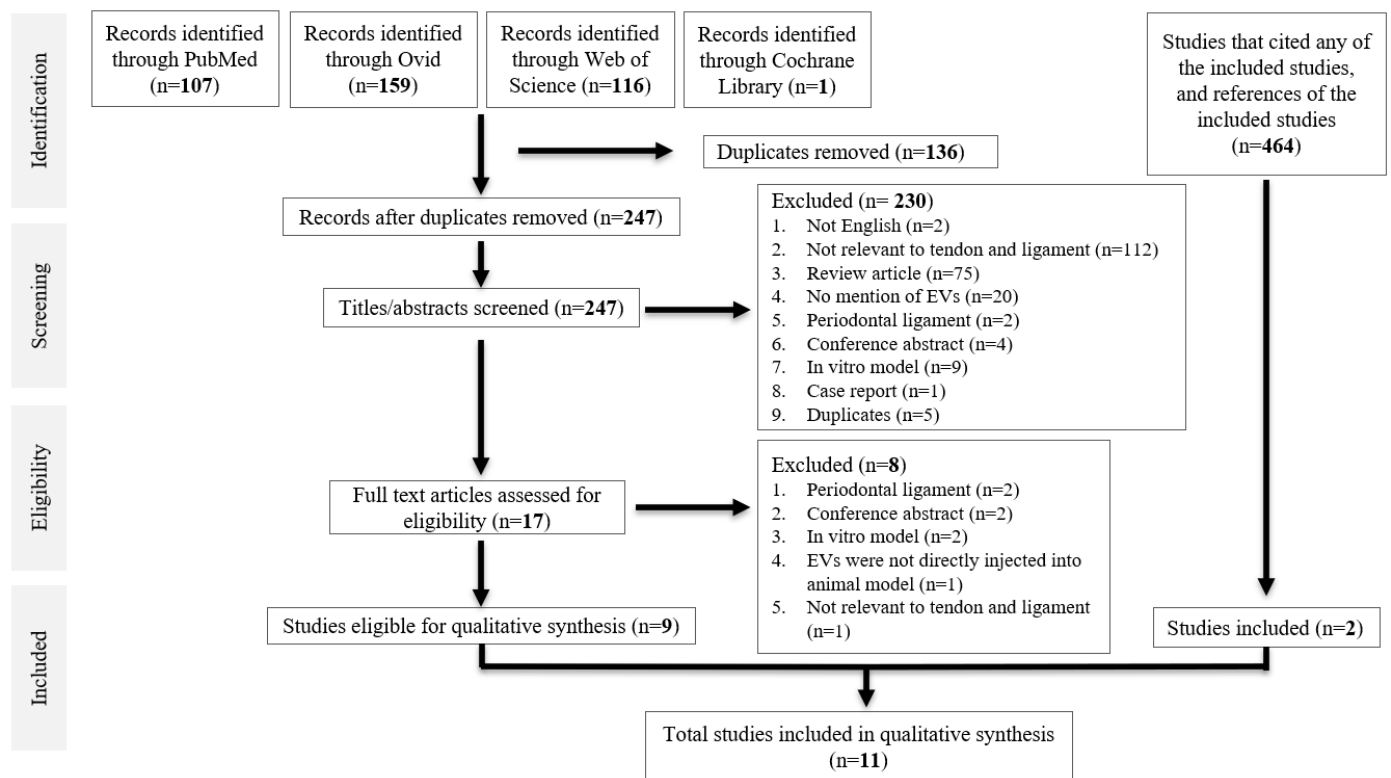 Identification
Records identified
through PubMed
(n=107)
Records identified
through Ovid
(n=159)
Records identified
through Web of
Science (n=116)
Records identified
through Cochrane
Library (n=1)
Studies that cited any of
the included studies,
and references of the
included studies
(n=464)
Duplicates removed (n=136)
Records after duplicates removed (n=247)
Screening
Titles/abstracts screened (n=247)
Excluded (n= 230)
1. Not English (n=2)
2. Not relevant to tendon and ligament (n=112)
3. Review article (n=75)
4. No mention of EVs (n=20)
5. Periodontal ligament (n=2)
6. Conference abstract (n=4)
7. In vitro model (n=9)
8. Case report (n=1)
9. Duplicates (n=5)
Eligibility
Full text articles assessed for
eligibility (n=17)
Excluded (n=8)
1. Periodontal ligament (n=2)
2. Conference abstract (n=2)
3. In vitro model (n=2)
4. EVs were not directly injected into
animal model (n=1)
5. Not relevant to tendon and ligament
(n=1)
Included
Studies eligible for qualitative synthesis (n=9)
Studies included (n=2)
Total studies included in qualitative synthesis
(n=11)